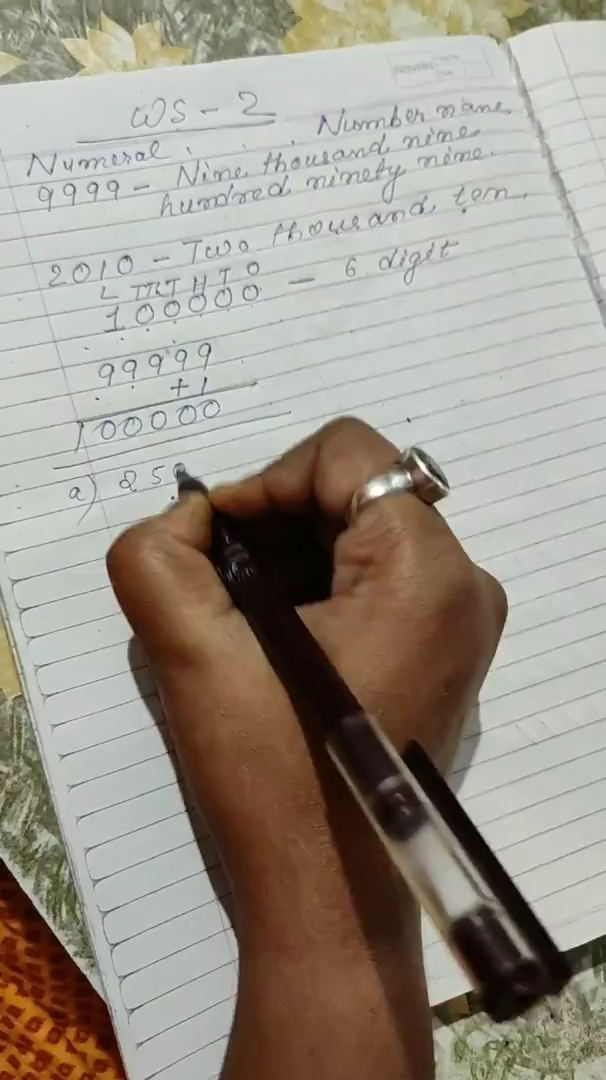 WS - 2
Numeral . . Number name
9999 - Nine thousand nine
hundred ninety nine.
2010 - Two thousand ten.
L TTh Th H T O
100000 - 6 digit
99999
+1
100000
a) 25